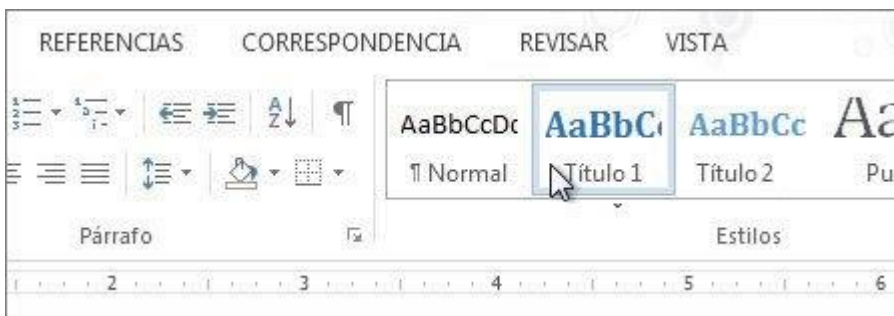 REFERENCIAS CORRESPONDENCIA REVISAR VISTA
AaBbCcDc AaBbC AaBbCc Aa
¶ Normal Título 1 Título 2 Pu
Párrafo Estilos
2 3 4 5 6